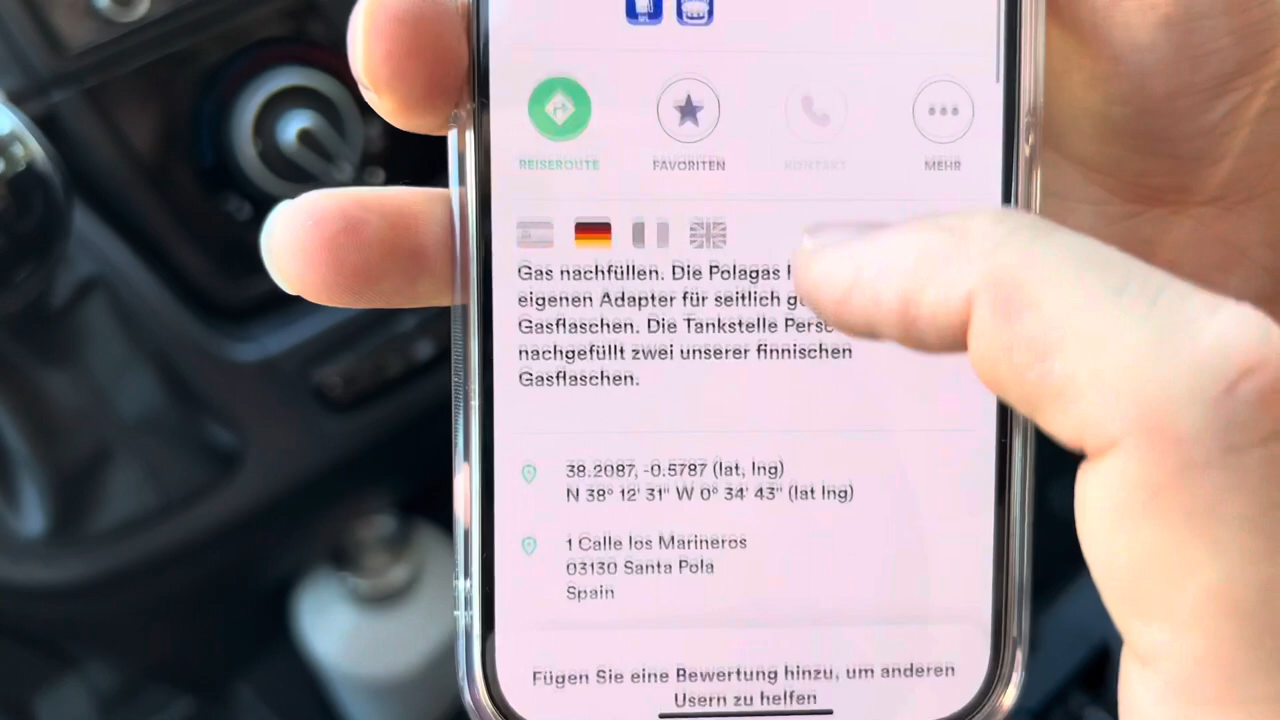 REISEROUTE
FAVORITEN
KONTAKT
MEHR
Gas nachfüllen. Die Polagas
eigenen Adapter für seitlich
Gasflaschen. Die Tankstelle
nachgefüllt zwei unserer finnischen
Gasflaschen.
38.2087, -0.5787 (lat, lng)
N 38° 12' 31" W 0° 34' 43" (lat lng)
1 Calle los Marineros
03130 Santa Pola
Spain
Fügen Sie eine Bewertung hinzu, um anderen
Usern zu helfen